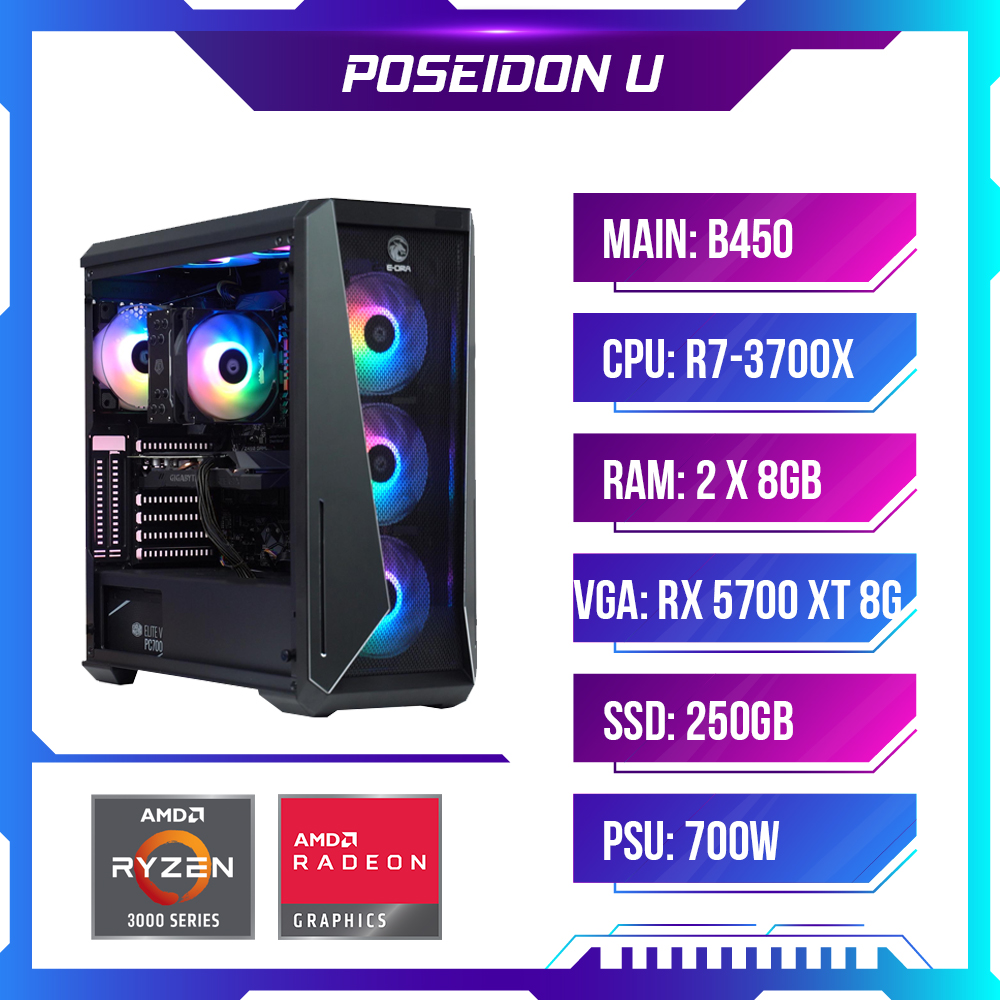 POSEIDON U
MAIN: B450
CPU: R7-3700X
RAM: 2 X 8GB
VGA: RX 5700 XT 8G
SSD: 250GB
PSU: 700W
E-DRA
GIGABYTE
ELITE V
PC700
AMD
RYZEN
3000 SERIES
AMD
RADEON
GRAPHICS